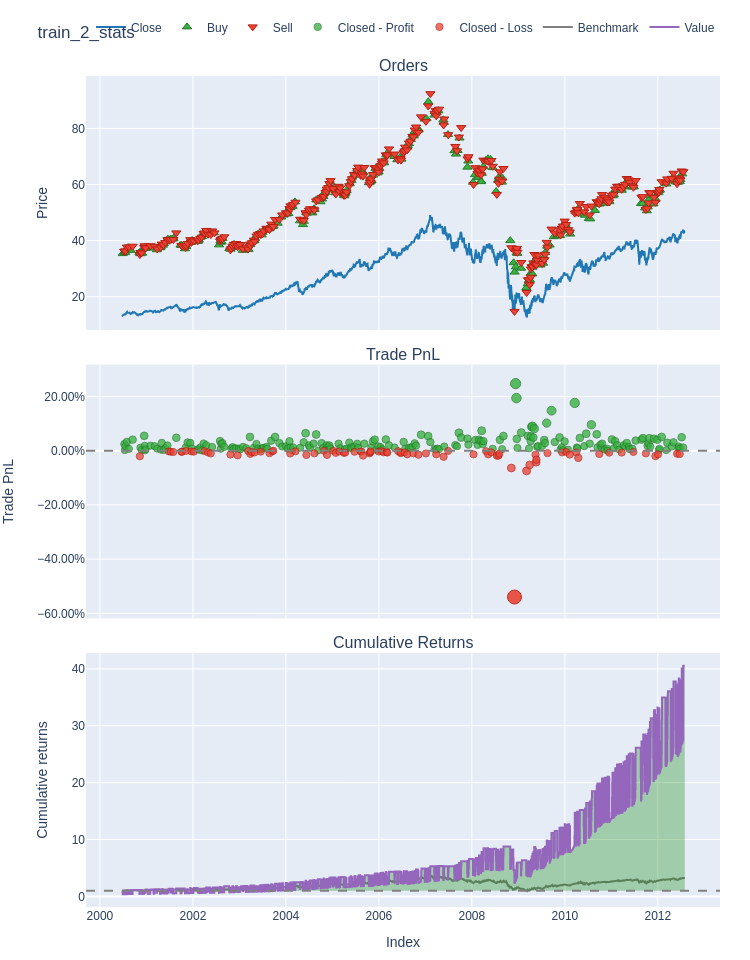 train_2_stats
Close Buy Sell Closed - Profit Closed - Loss Benchmark Value
Orders
Price
80
60
40
20
Trade PnL
Trade PnL
20.00%
0.00%
−20.00%
−40.00%
−60.00%
Cumulative Returns
Cumulative returns
40
30
20
10
0
2000 2002 2004 2006 2008 2010 2012
Index